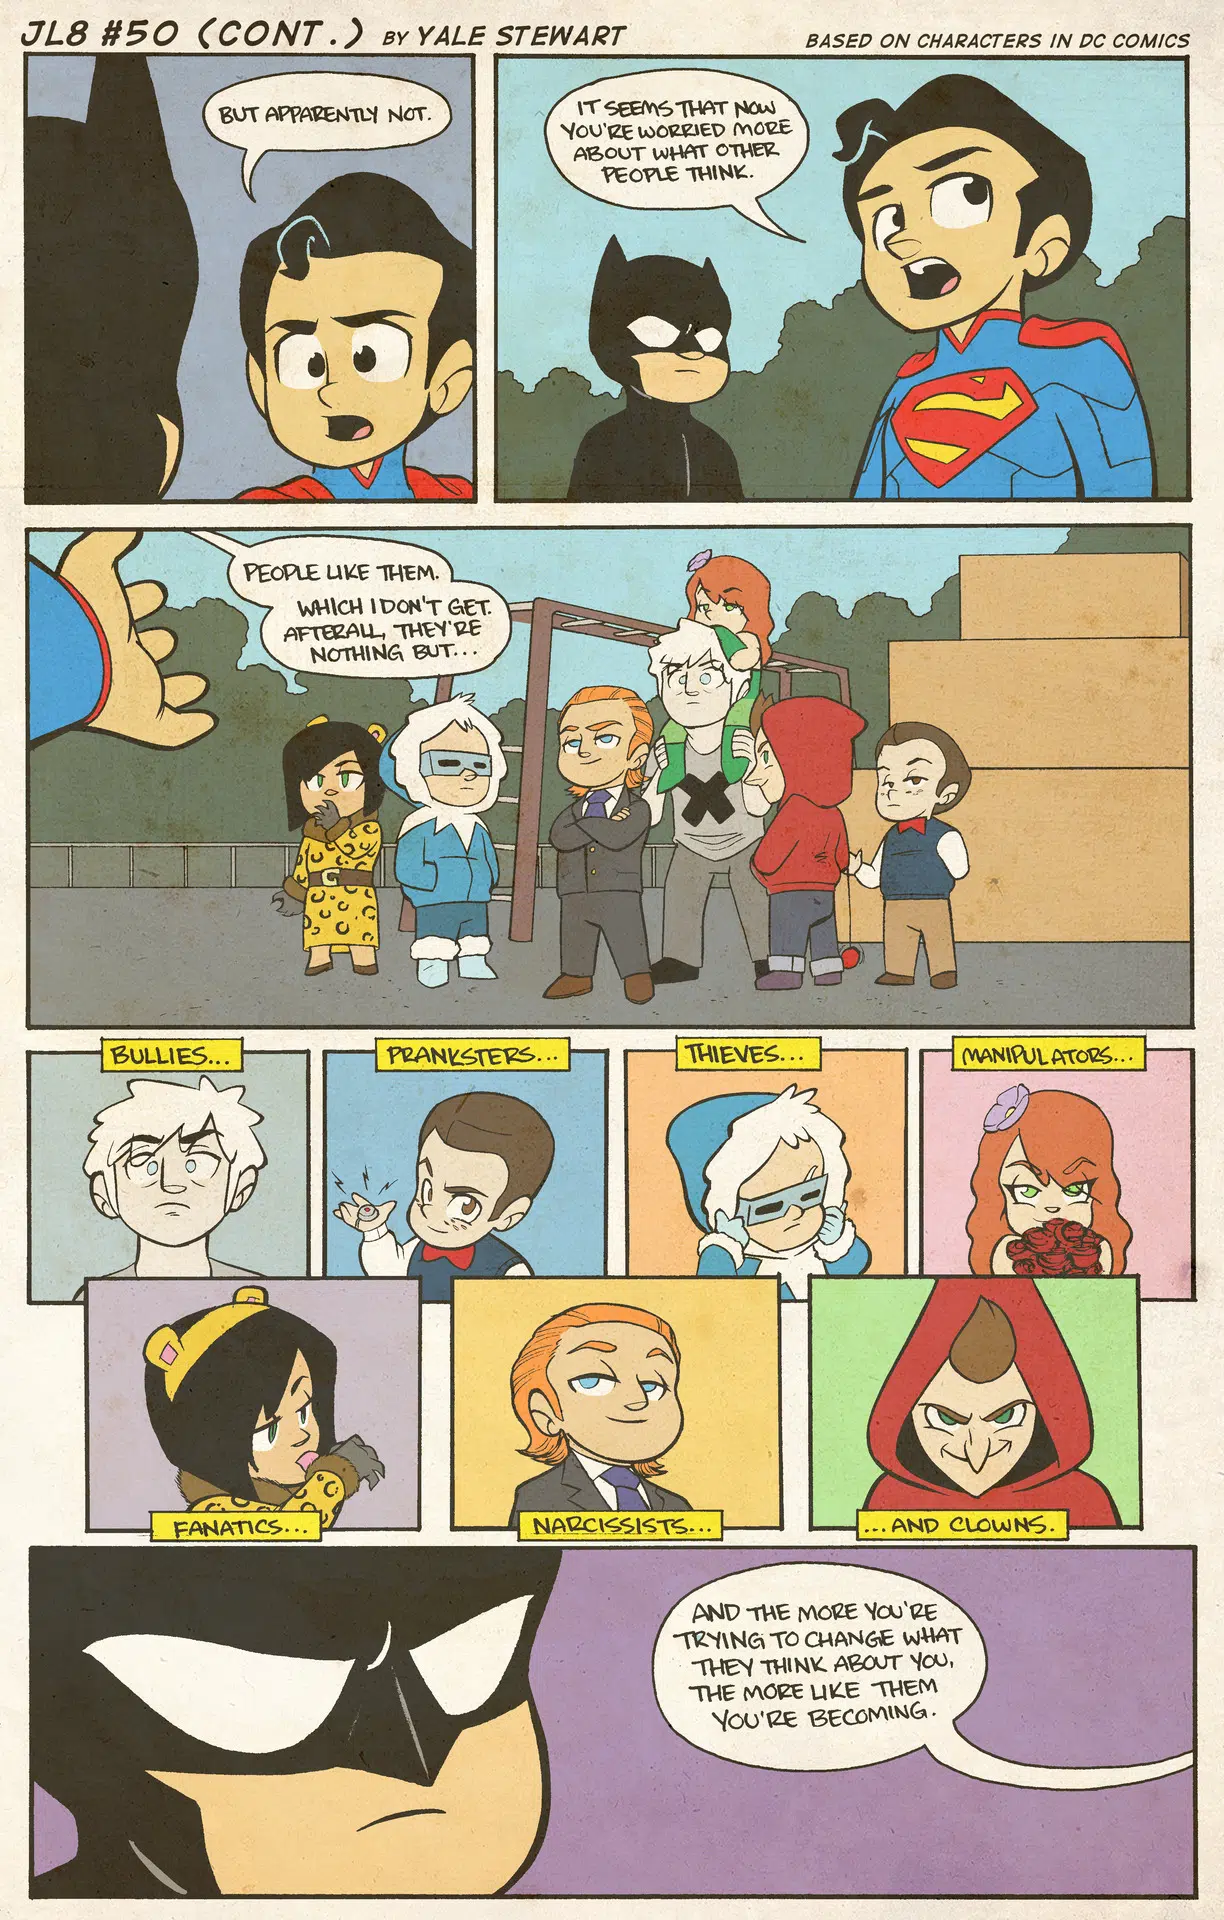 JL8 #50 (CONT.) BY YALE STEWART
BASED ON CHARACTERS IN DC COMICS
BUT APPARENTLY NOT.
IT SEEMS THAT NOW
YOU'RE WORRIED MORE
ABOUT WHAT OTHER
PEOPLE THINK.
PEOPLE LIKE THEM.
WHICH I DON'T GET.
AFTERALL, THEY'RE
NOTHING BUT...
BULLIES...
PRANKSTERS...
THIEVES...
MANIPULATORS...
FANATICS...
NARCISSISTS...
...AND CLOWNS.
AND THE MORE YOU'RE
TRYING TO CHANGE WHAT
THEY THINK ABOUT YOU,
THE MORE LIKE THEM
YOU'RE BECOMING.